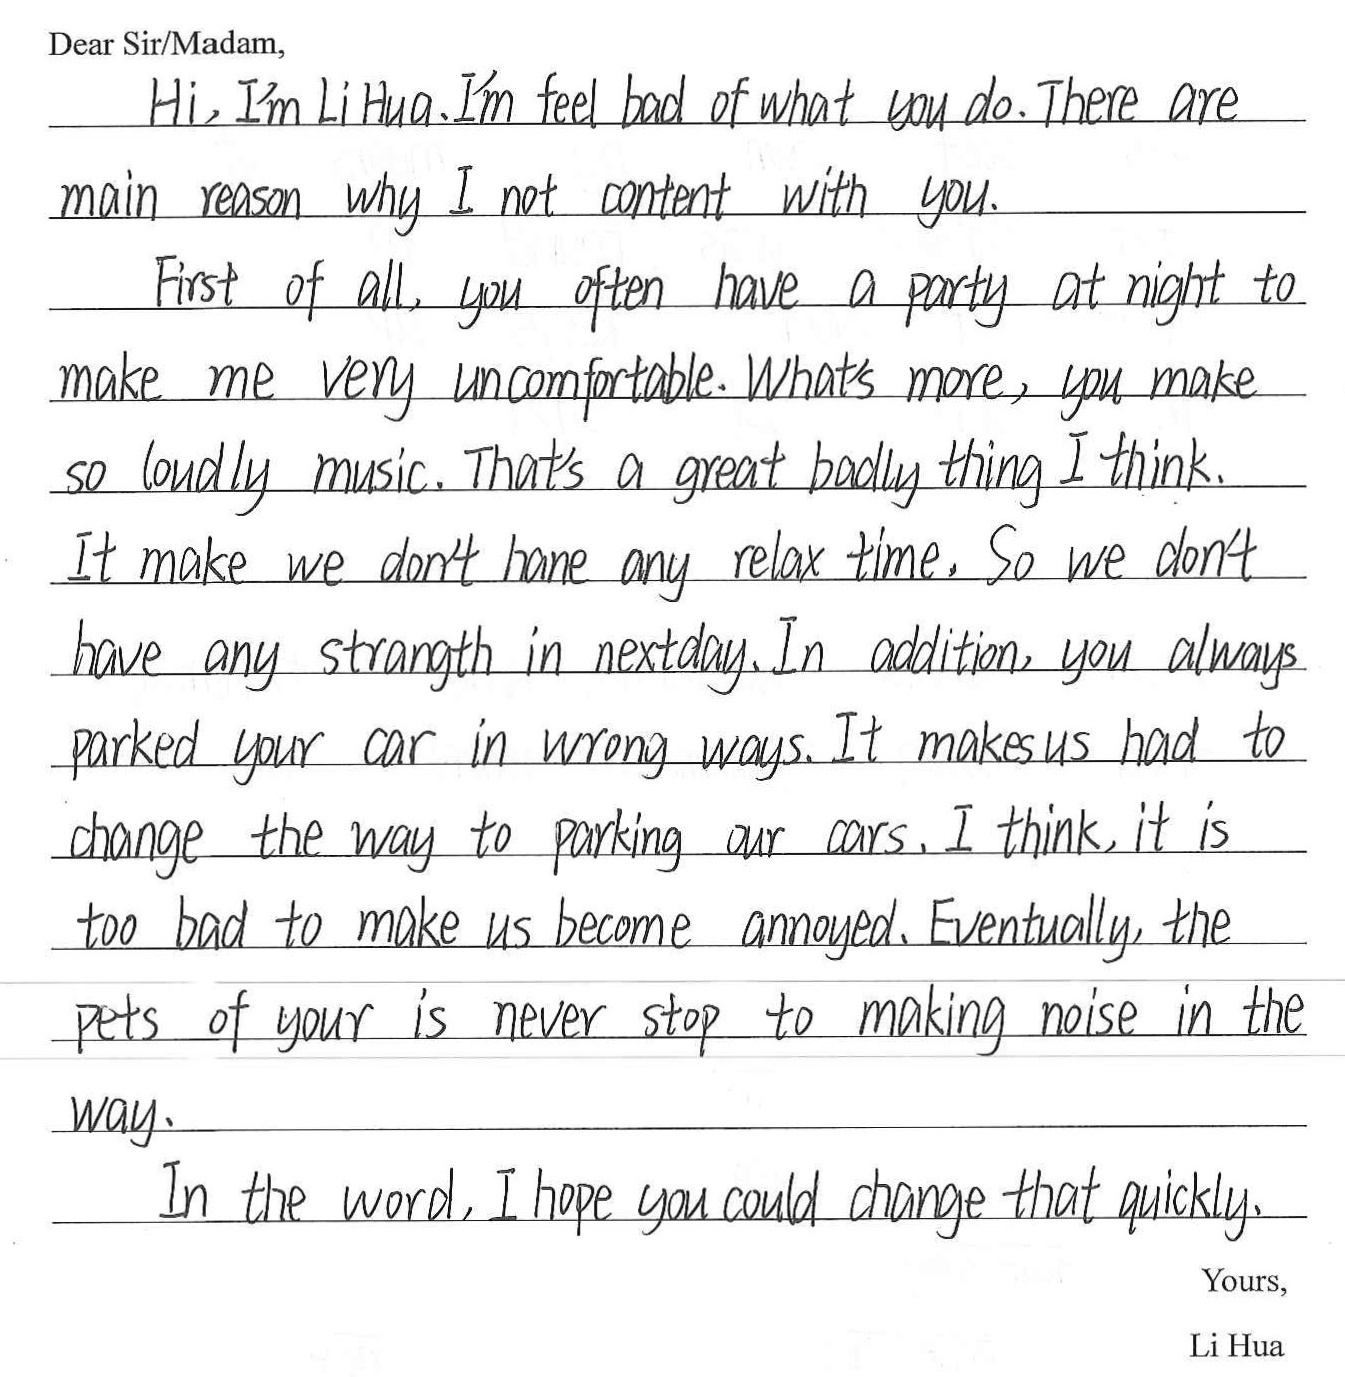 Dear Sir/Madam,
Hi, I'm Li Hua. I'm feel bad of what you do. There are
main reason why I not content with you.
First of all, you often have a party at night to
make me very uncomfortable. What's more, you make
so loudly music. That's a great badly thing I think.
It make we don't hane any relax time. So we don't
have any strangth in nextday. In addition, you always
parked your car in wrong ways. It makes us had to
change the way to parking our cars. I think, it is
too bad to make us become annoyed. Eventually, the
pets of your is never stop to making noise in the
way.
In the word, I hope you could change that quickly.
Yours,
Li Hua